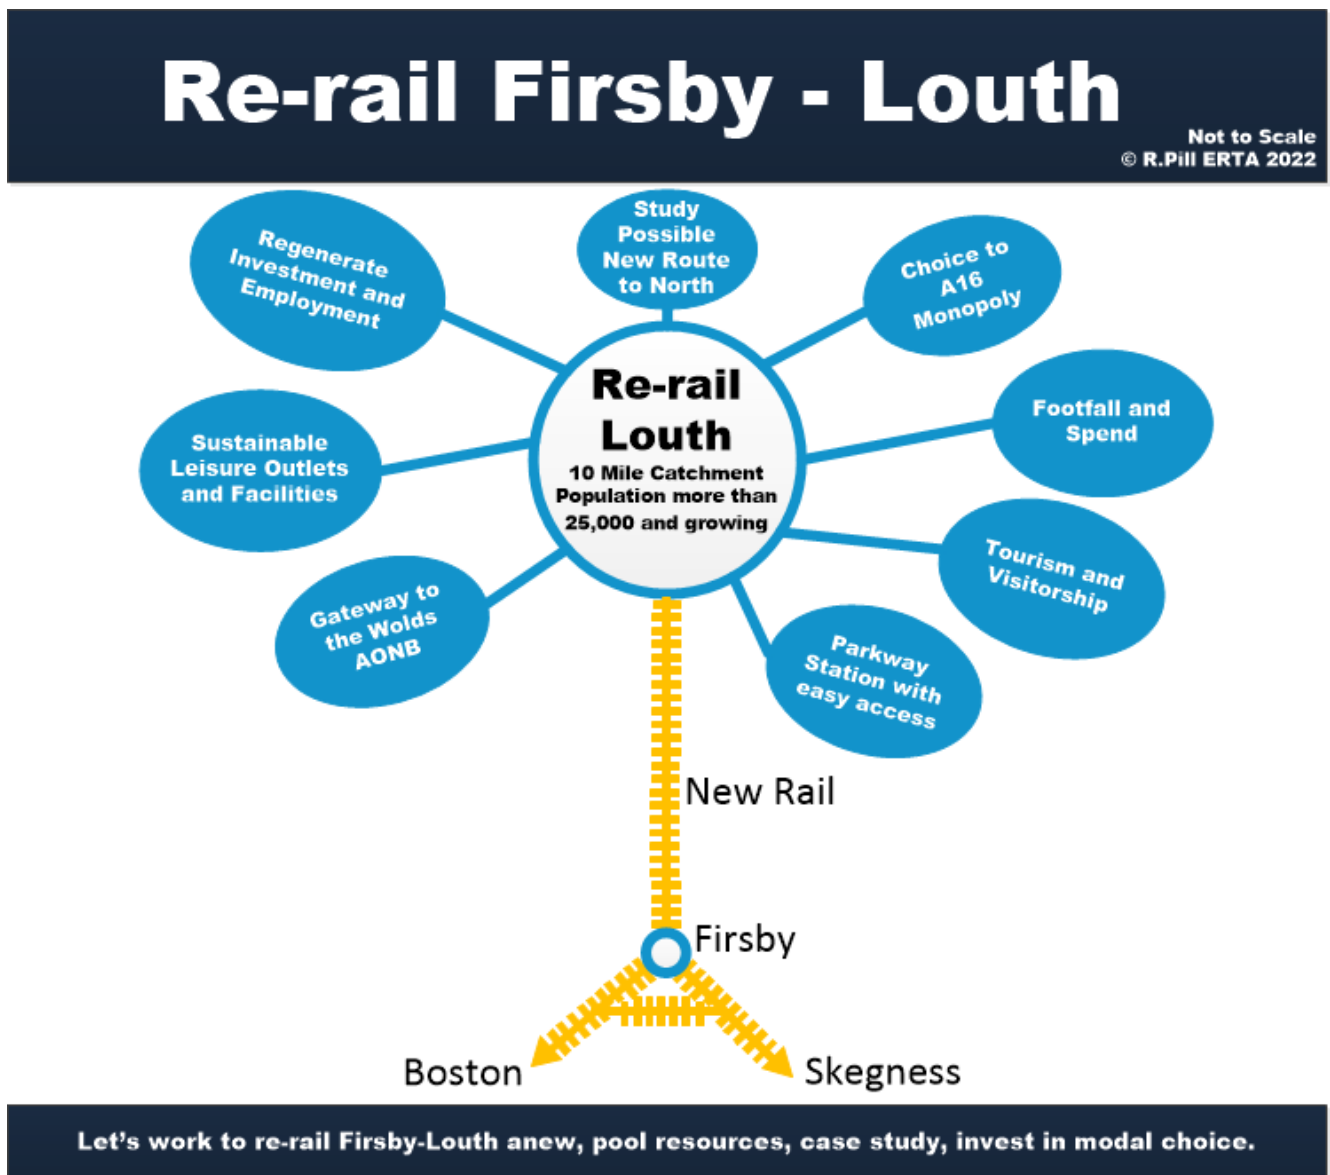 Re-rail Firsby - Louth
Not to Scale
© R.Pill ERTA 2022
Regenerate
Investment and
Employment
Study
Possible
New Route
to North
Choice to
A16
Monopoly
Re-rail
Louth
10 Mile Catchment
Population more than
25,000 and growing
Footfall and
Spend
Sustainable
Leisure Outlets
and Facilities
Tourism and
Visitorship
Gateway to
the Wolds
AONB
Parkway
Station with
easy access
New Rail
Firsby
Boston
Skegness
Let’s work to re-rail Firsby-Louth anew, pool resources, case study, invest in modal choice.